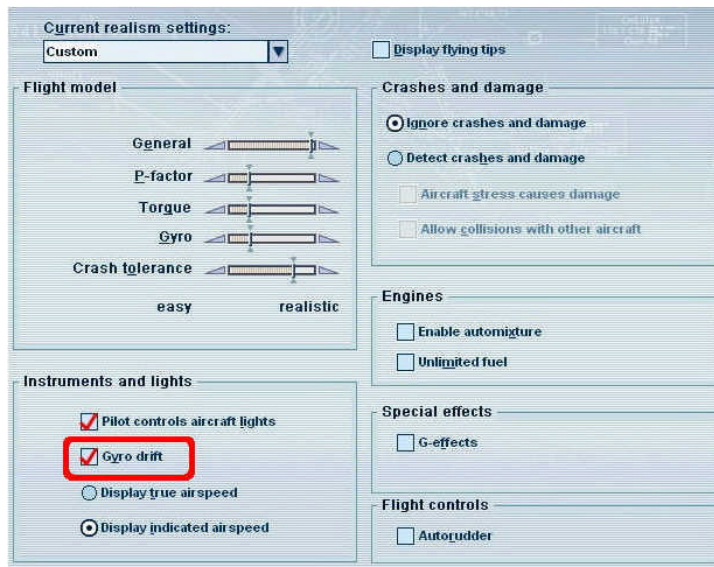 Current realism settings:
Custom
Display flying tips
Flight model
General
P-factor
Torque
Gyro
Crash tolerance
easy realistic
Instruments and lights
Pilot controls aircraft lights
Gyro drift
Display true airspeed
Display indicated airspeed
Crashes and damage
Ignore crashes and damage
Detect crashes and damage
Aircraft stress causes damage
Allow collisions with other aircraft
Engines
Enable automixture
Unlimited fuel
Special effects
G-effects
Flight controls
Autorudder